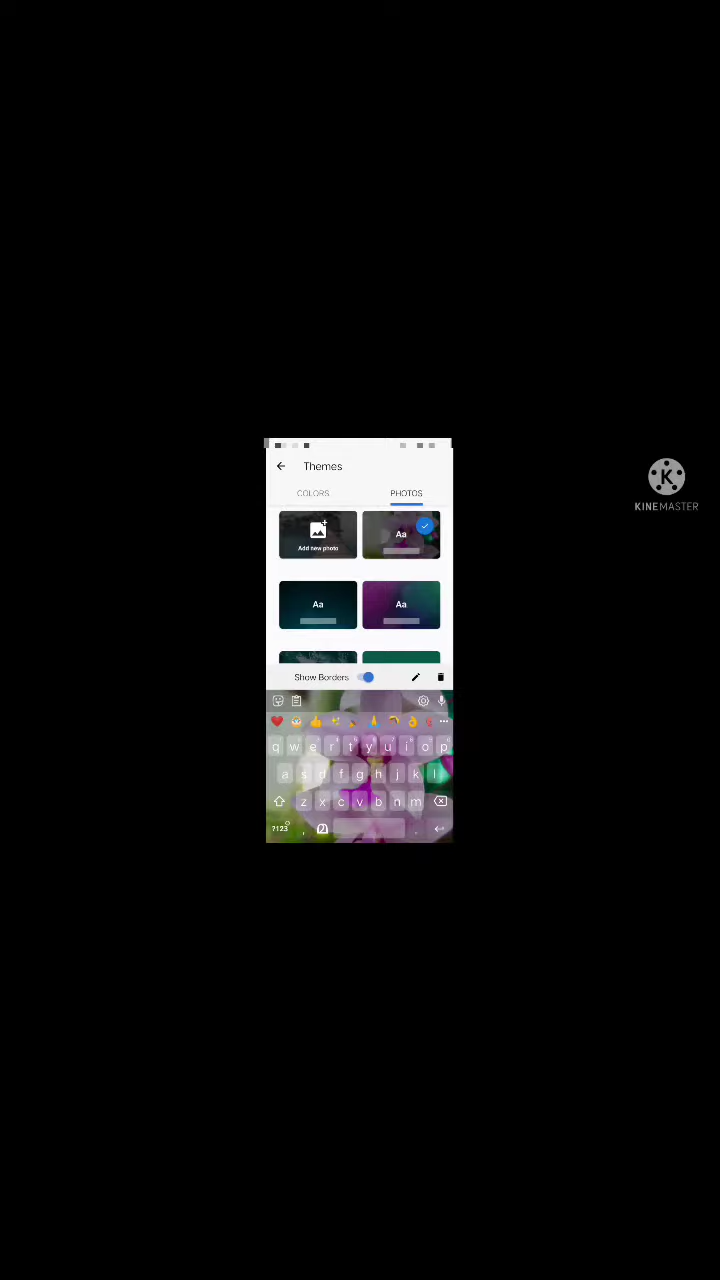 Themes
COLORS
PHOTOS
Add new photo
Aa
Aa
Aa
Show Borders
q w e r t y u i o p
a s d f g h j k l
z x c v b n m
?123 , .
KINEMASTER